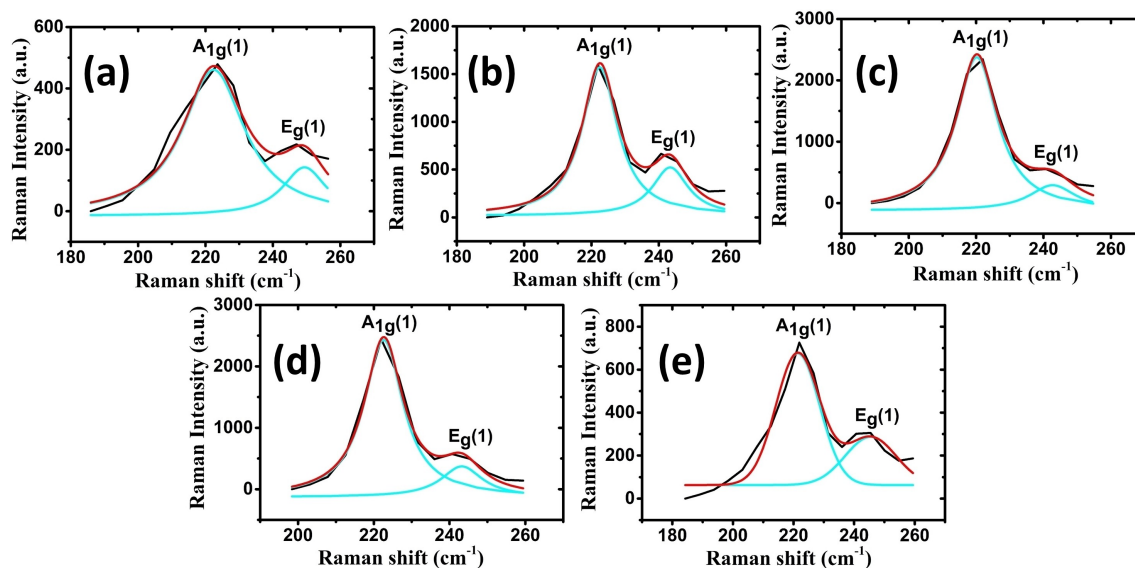 600
400
200
0
180
200
220
240
260
Raman shift (cm-1)
Raman Intensity (a.u.)
(a)
A1g(1)
Eg(1)
2000
1500
1000
500
0
180
200
220
240
260
Raman shift (cm-1)
Raman Intensity (a.u.)
(b)
A1g(1)
Eg(1)
3000
2000
1000
0
180
200
220
240
260
Raman shift (cm-1)
Raman Intensity (a.u.)
(c)
A1g(1)
Eg(1)
3000
2000
1000
0
200
220
240
260
Raman shift (cm-1)
Raman Intensity (a.u.)
(d)
A1g(1)
Eg(1)
800
600
400
200
0
180
200
220
240
260
Raman shift (cm-1)
Raman Intensity (a.u.)
(e)
A1g(1)
Eg(1)